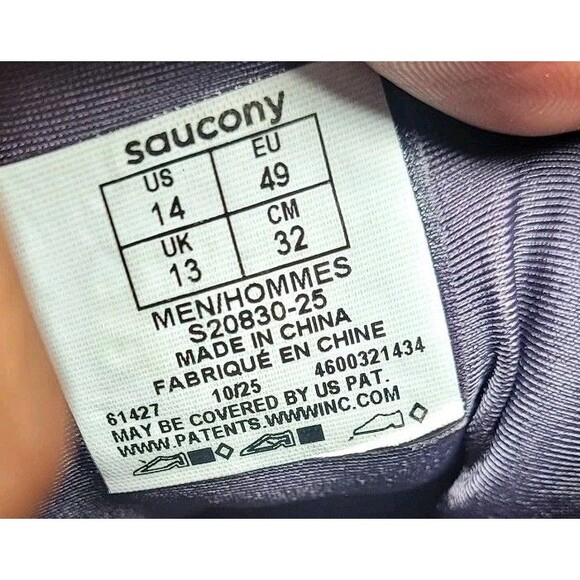 saucony
US EU
14 49
UK CM
13 32
MEN/HOMMES
S20830-25
MADE IN CHINA
FABRIQUÉ EN CHINE
61427 10/25 4600321434
MAY BE COVERED BY US PAT.
WWW.PATENTS.WWWINC.COM